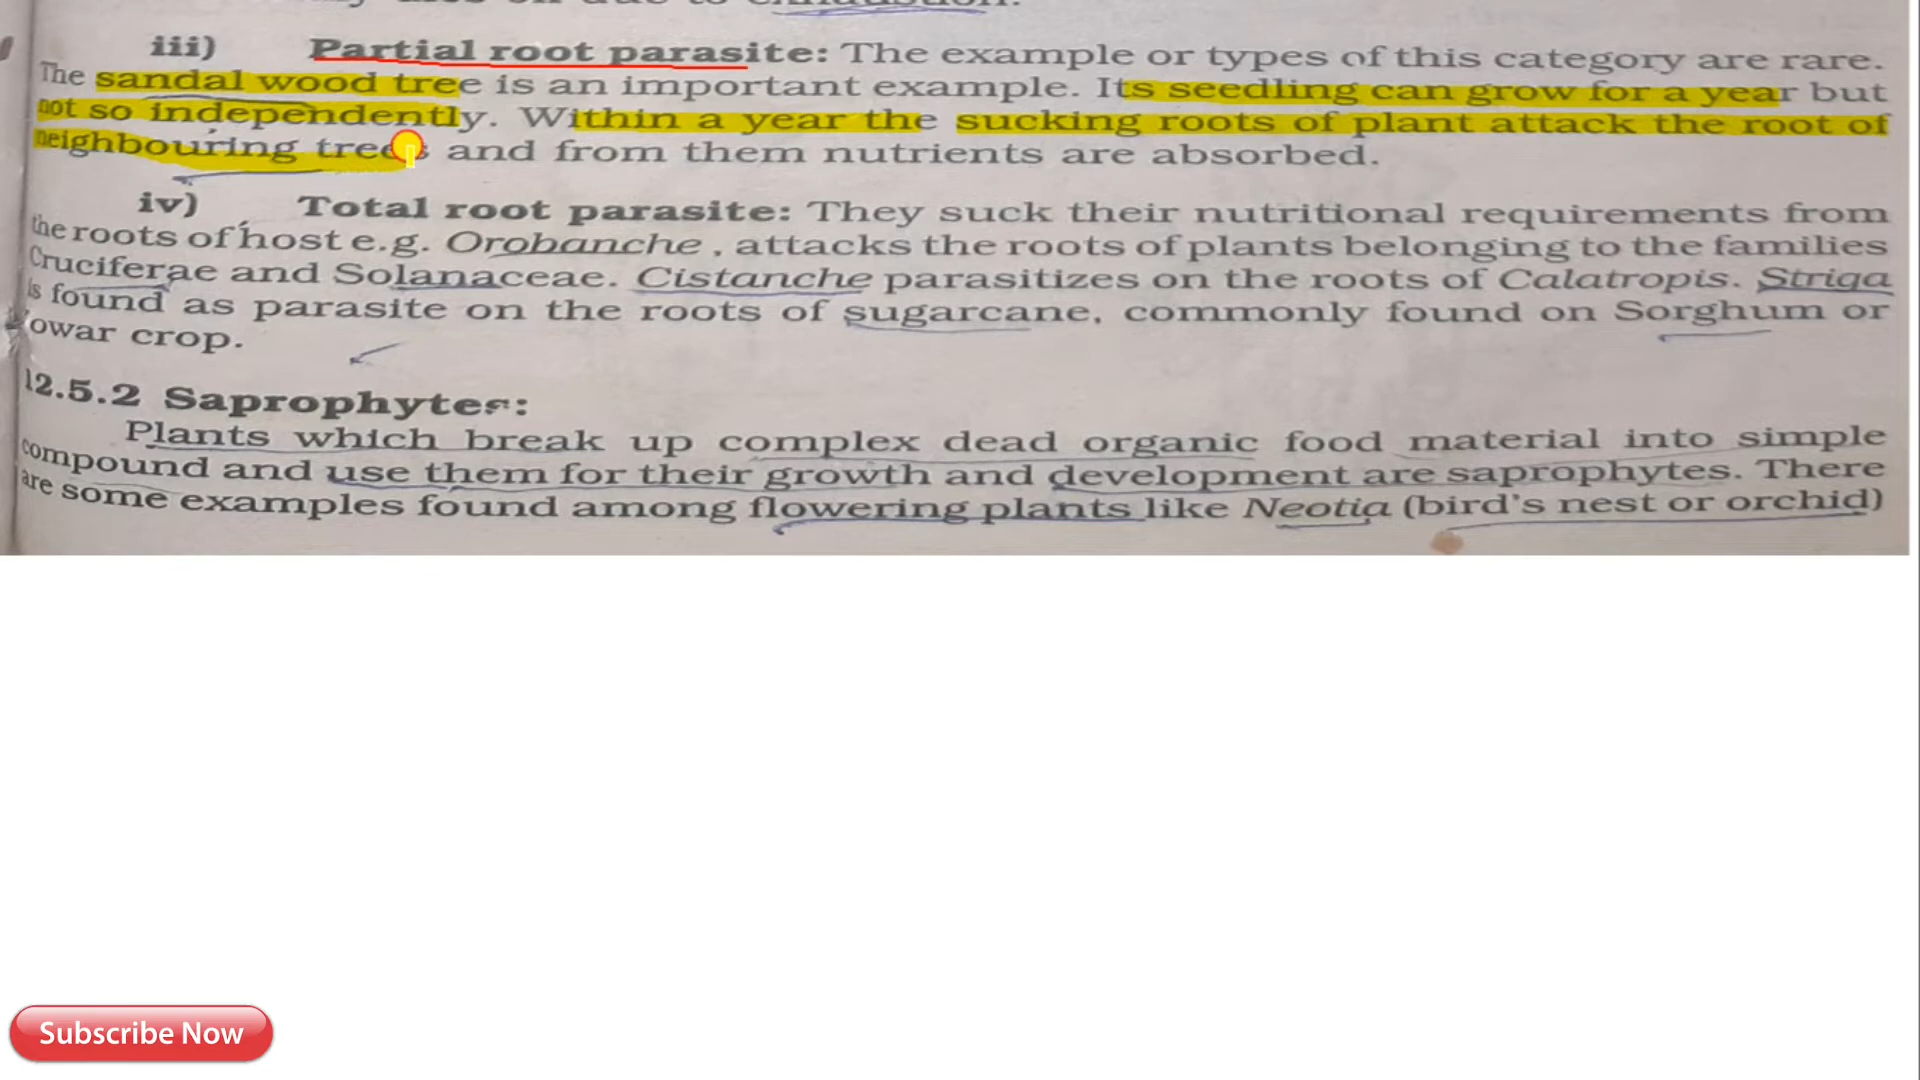 iii) Partial root parasite: The example or types of this category are rare.
The sandal wood tree is an important example. Its seedling can grow for a year but
not so independently. Within a year the sucking roots of plant attack the root of
neighbouring trees and from them nutrients are absorbed.
iv) Total root parasite: They suck their nutritional requirements from
the roots of host e.g. Orobanche, attacks the roots of plants belonging to the families
Cruciferae and Solanaceae. Cistanche parasitizes on the roots of Calatropis. Striga
is found as parasite on the roots of sugarcane, commonly found on Sorghum or
owar crop.
12.5.2 Saprophytes:
Plants which break up complex dead organic food material into simple
compound and use them for their growth and development are saprophytes. There
are some examples found among flowering plants like Neotia (bird's nest or orchid)
Subscribe Now